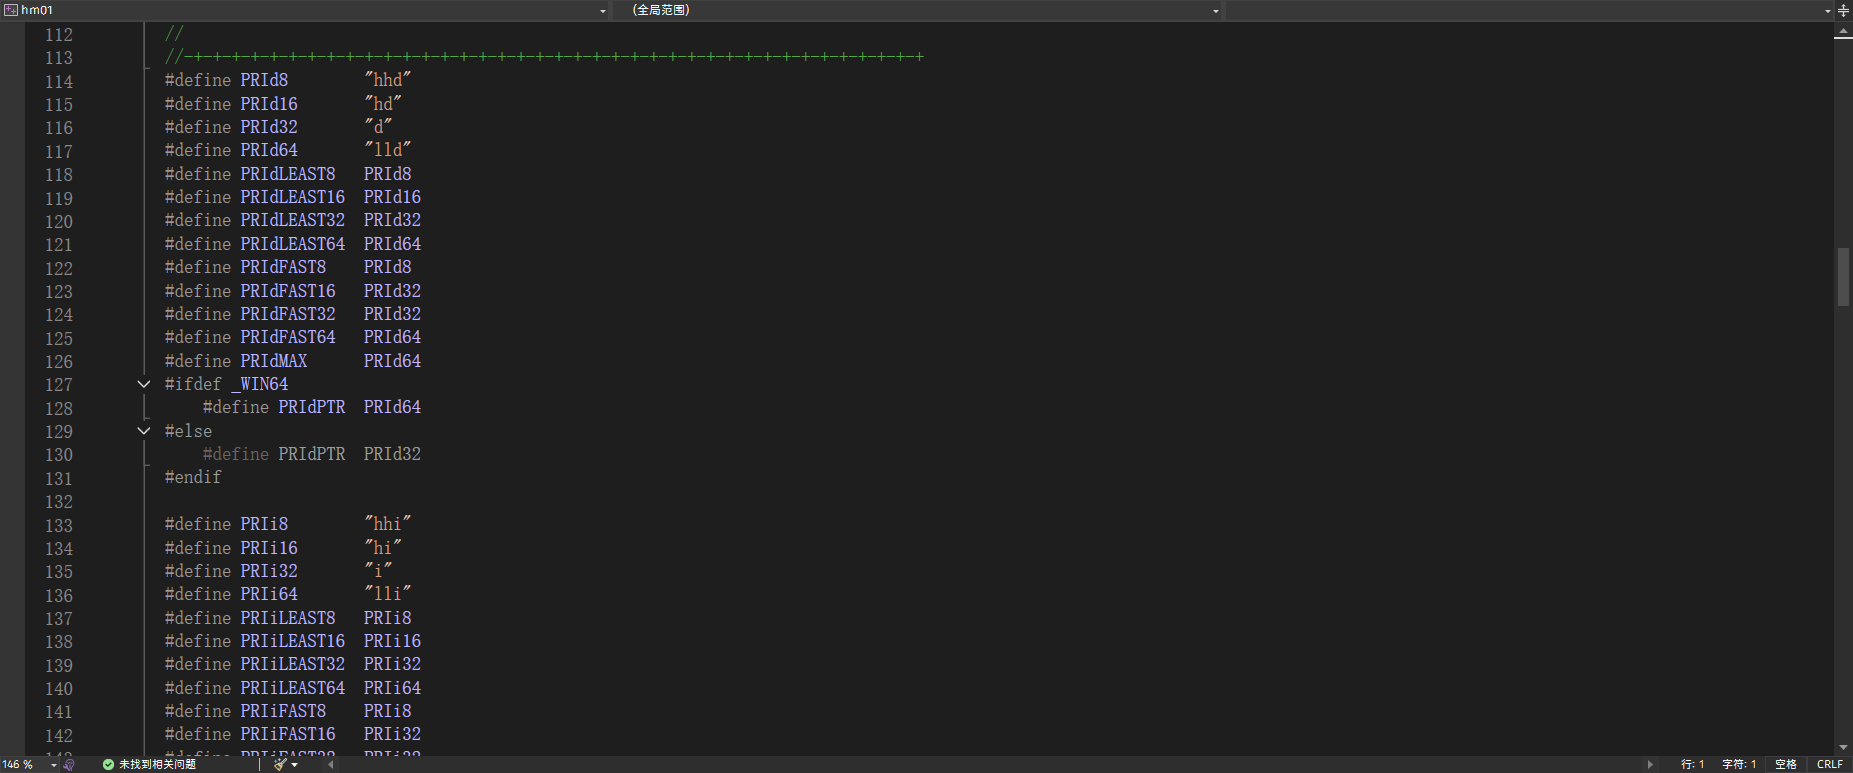 hm01 (全局范围)
112 //
113 //-+-+-+-+-+-+-+-+-+-+-+-+-+-+-+-+-+-+-+-+-+-+-+-+-+-+-+-+-+-+-+-+-+-+-+-+-+-+-+
114 #define PRId8        "hhd"
115 #define PRId16       "hd"
116 #define PRId32       "d"
117 #define PRId64       "lld"
118 #define PRIdLEAST8   PRId8
119 #define PRIdLEAST16  PRId16
120 #define PRIdLEAST32  PRId32
121 #define PRIdLEAST64  PRId64
122 #define PRIdFAST8    PRId8
123 #define PRIdFAST16   PRId32
124 #define PRIdFAST32   PRId32
125 #define PRIdFAST64   PRId64
126 #define PRIdMAX      PRId64
127 #ifdef _WIN64
128     #define PRIdPTR  PRId64
129 #else
130     #define PRIdPTR  PRId32
131 #endif
132
133 #define PRIi8        "hhi"
134 #define PRIi16       "hi"
135 #define PRIi32       "i"
136 #define PRIi64       "lli"
137 #define PRIiLEAST8   PRIi8
138 #define PRIiLEAST16  PRIi16
139 #define PRIiLEAST32  PRIi32
140 #define PRIiLEAST64  PRIi64
141 #define PRIiFAST8    PRIi8
142 #define PRIiFAST16   PRIi32
143 #define PRIiFAST32   PRIi32
146 % 未找到相关问题 行: 1 字符: 1 空格 CRLF